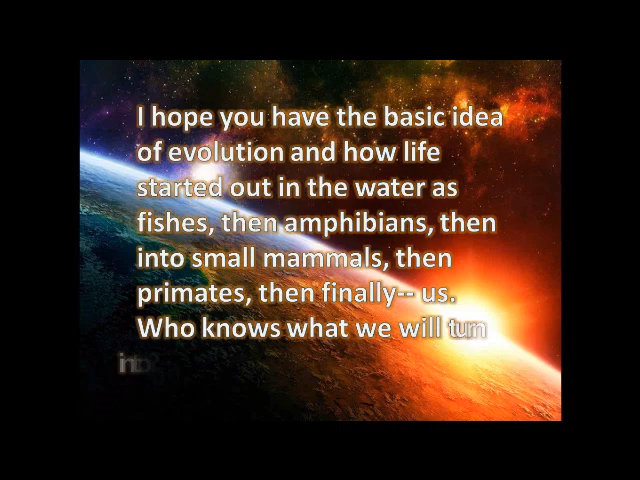 I hope you have the basic idea
of evolution and how life
started out in the water as
fishes, then amphibians, then
into small mammals, then
primates, then finally-- us.
Who knows what we will turn
into?